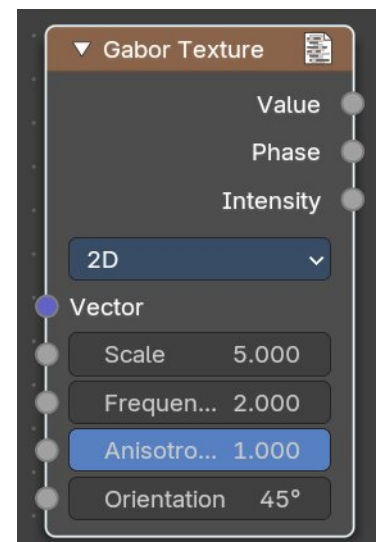 Gabor Texture
Value
Phase
Intensity
2D
Vector
Scale 5.000
Frequen... 2.000
Anisotro... 1.000
Orientation 45°